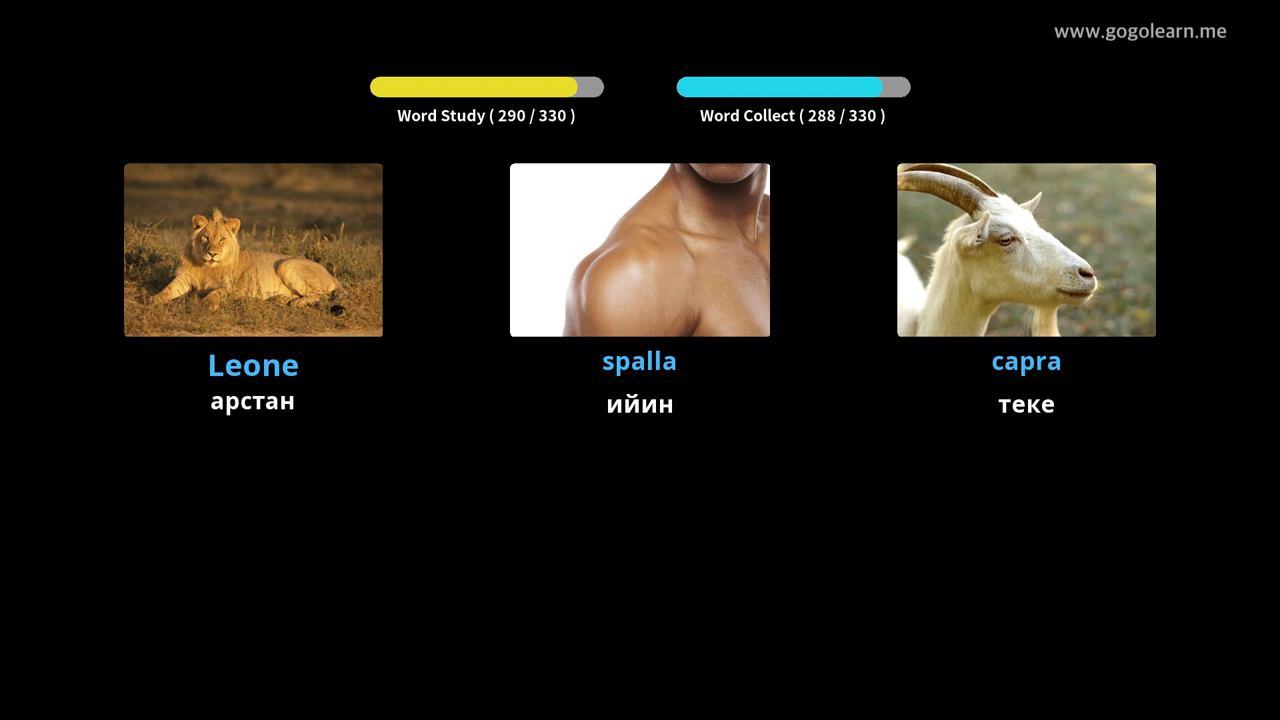 www.gogolearn.me
Word Study ( 290 / 330 )
Word Collect ( 288 / 330 )
Leone
spalla
capra
арстан
ийин
теке